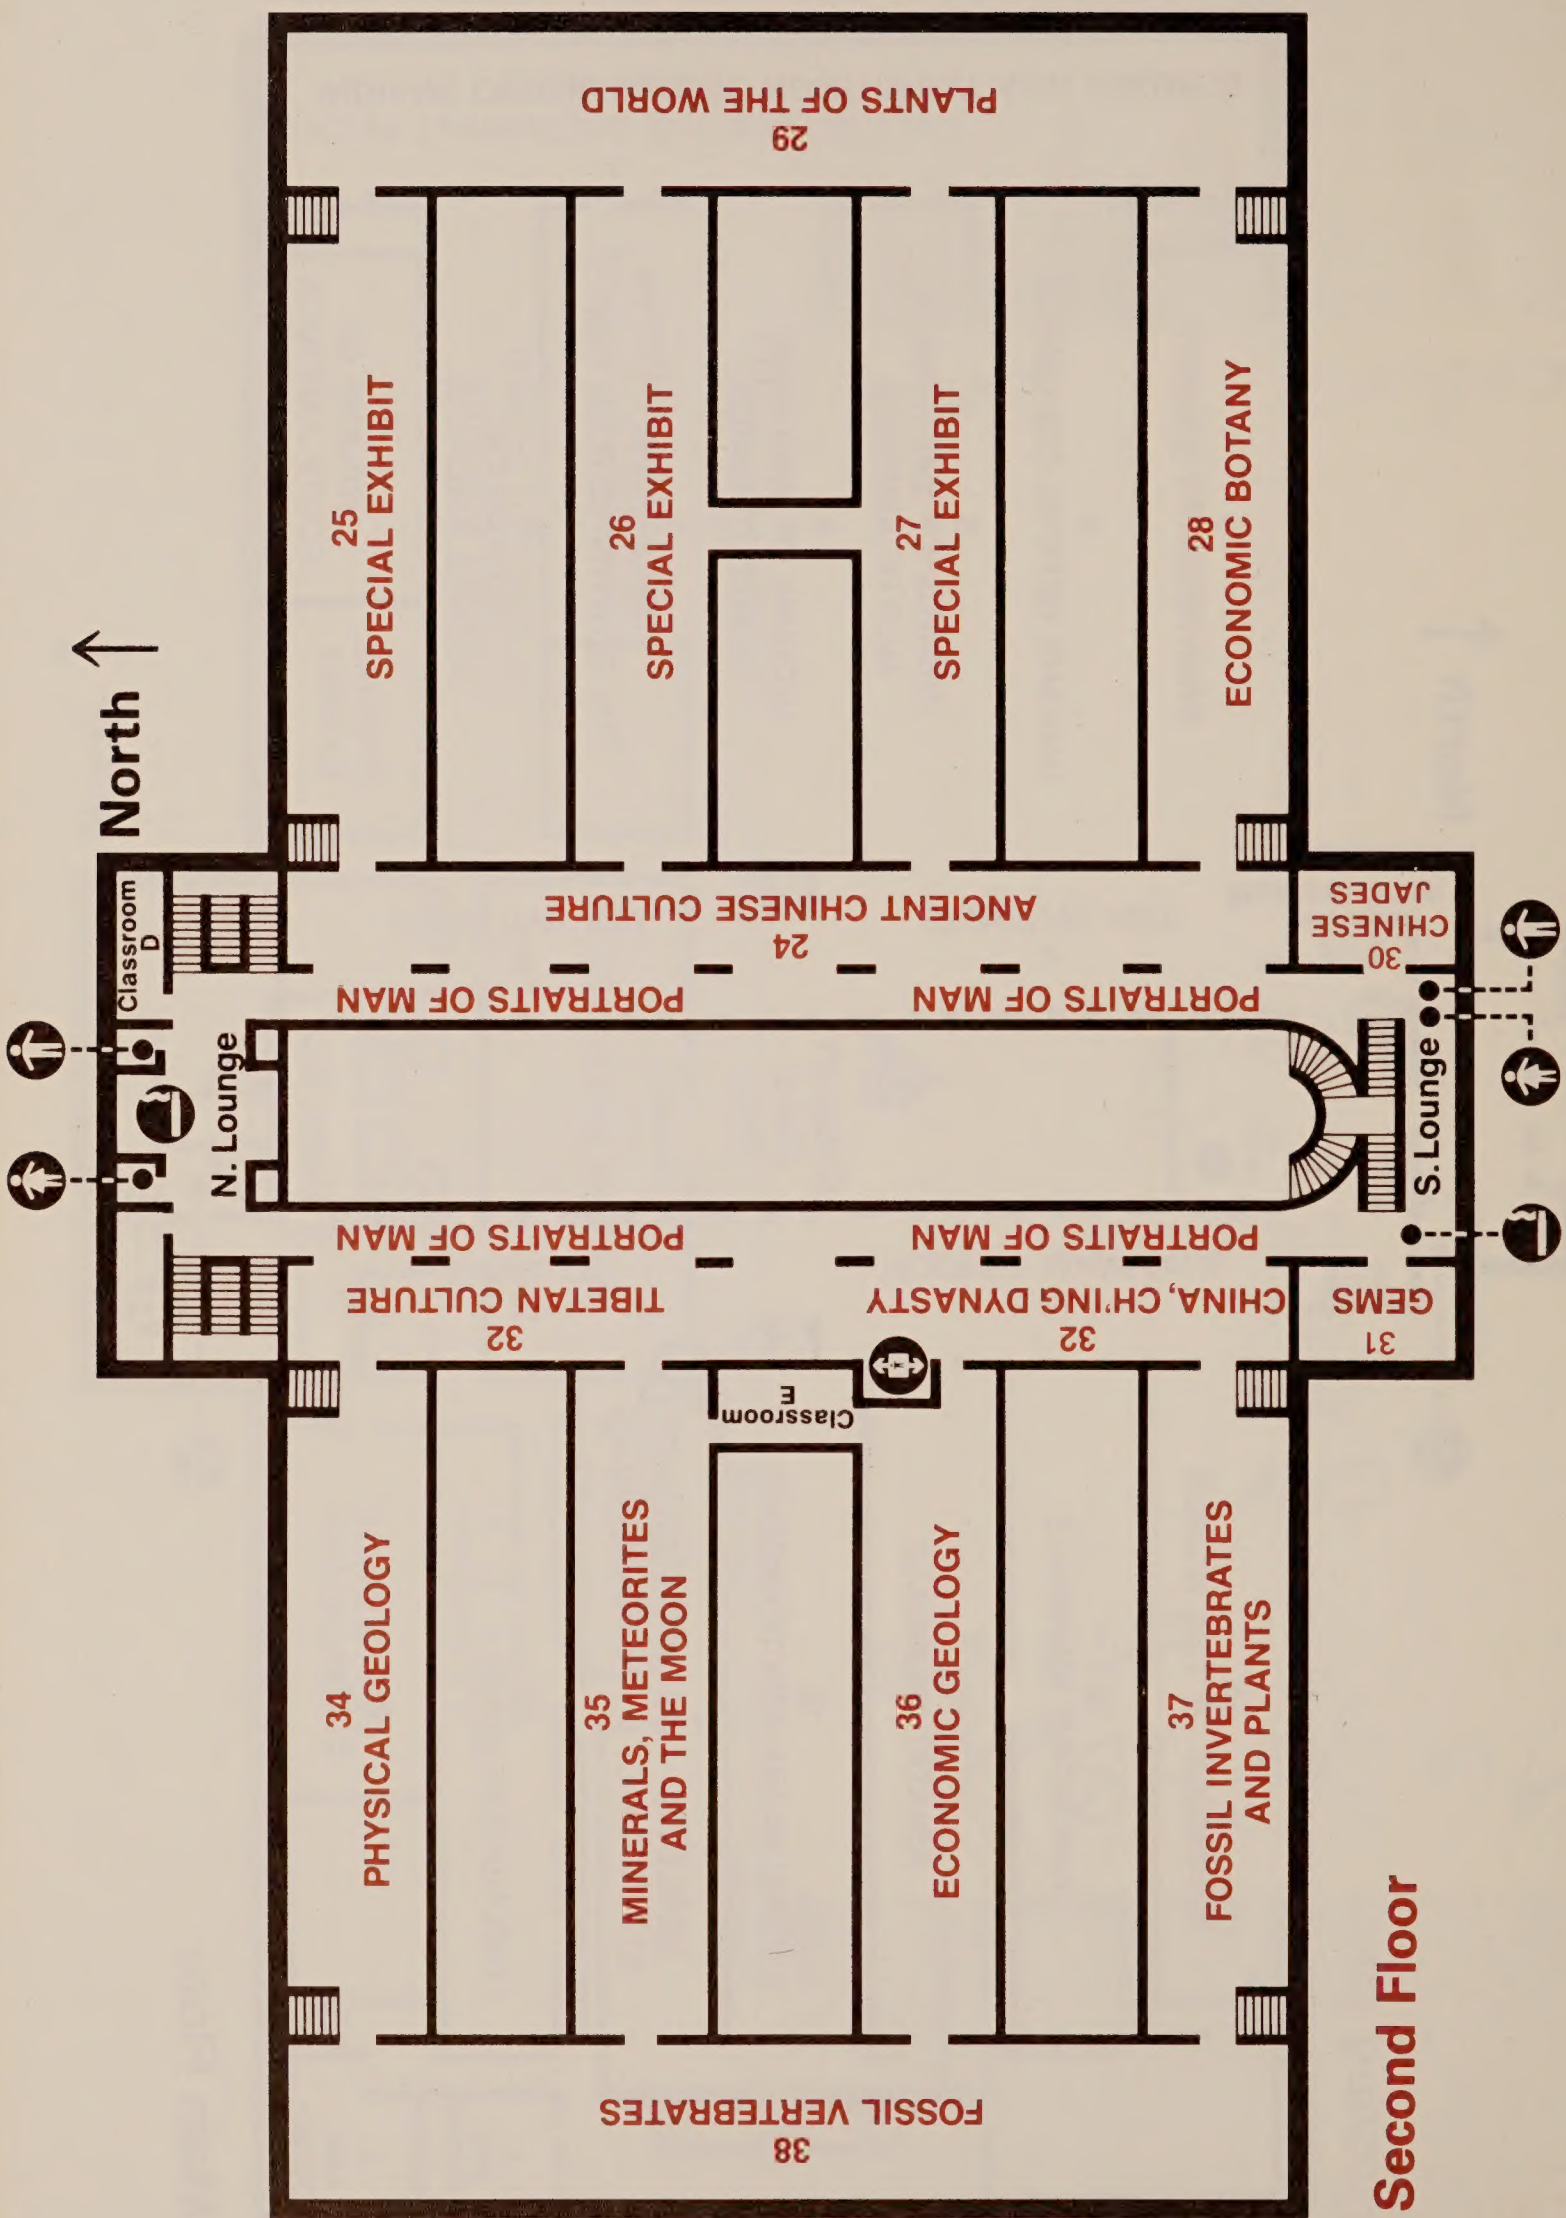 Second Floor
North
38
FOSSIL VERTEBRATES
34
PHYSICAL GEOLOGY
35
MINERALS, METEORITES
AND THE MOON
36
ECONOMIC GEOLOGY
37
FOSSIL INVERTEBRATES
AND PLANTS
Classroom
E
32
TIBETAN CULTURE
32
CHINA, CH'ING DYNASTY
31
GEMS
PORTRAITS OF MAN
PORTRAITS OF MAN
N. Lounge
S. Lounge
PORTRAITS OF MAN
PORTRAITS OF MAN
Classroom
D
24
ANCIENT CHINESE CULTURE
30
CHINESE
JADES
25
SPECIAL EXHIBIT
26
SPECIAL EXHIBIT
27
SPECIAL EXHIBIT
28
ECONOMIC BOTANY
29
PLANTS OF THE WORLD